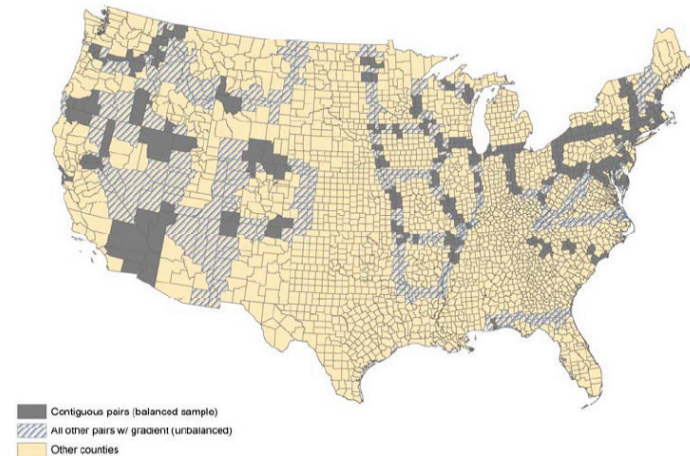 Contiguous pairs (balanced sample)
All other pairs w/ gradient (unbalanced)
Other counties